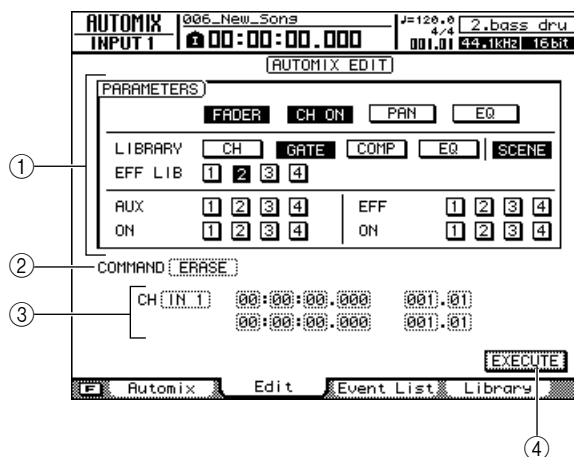 AUTOMIX 006_New_Song J=120.0 2.bass dru
INPUT 1 1 00:00:00.000 4/4 001.01 44.1kHz 16bit
AUTOMIX EDIT
PARAMETERS
FADER CH ON PAN EQ
LIBRARY CH GATE COMP EQ SCENE
EFF LIB 1 2 3 4
AUX 1 2 3 4 EFF 1 2 3 4
ON 1 2 3 4 ON 1 2 3 4
1
2 COMMAND ERASE
3 CH IN 1 00:00:00.000 001.01
00:00:00.000 001.01
EXECUTE
F Automix Edit Event List Library
4